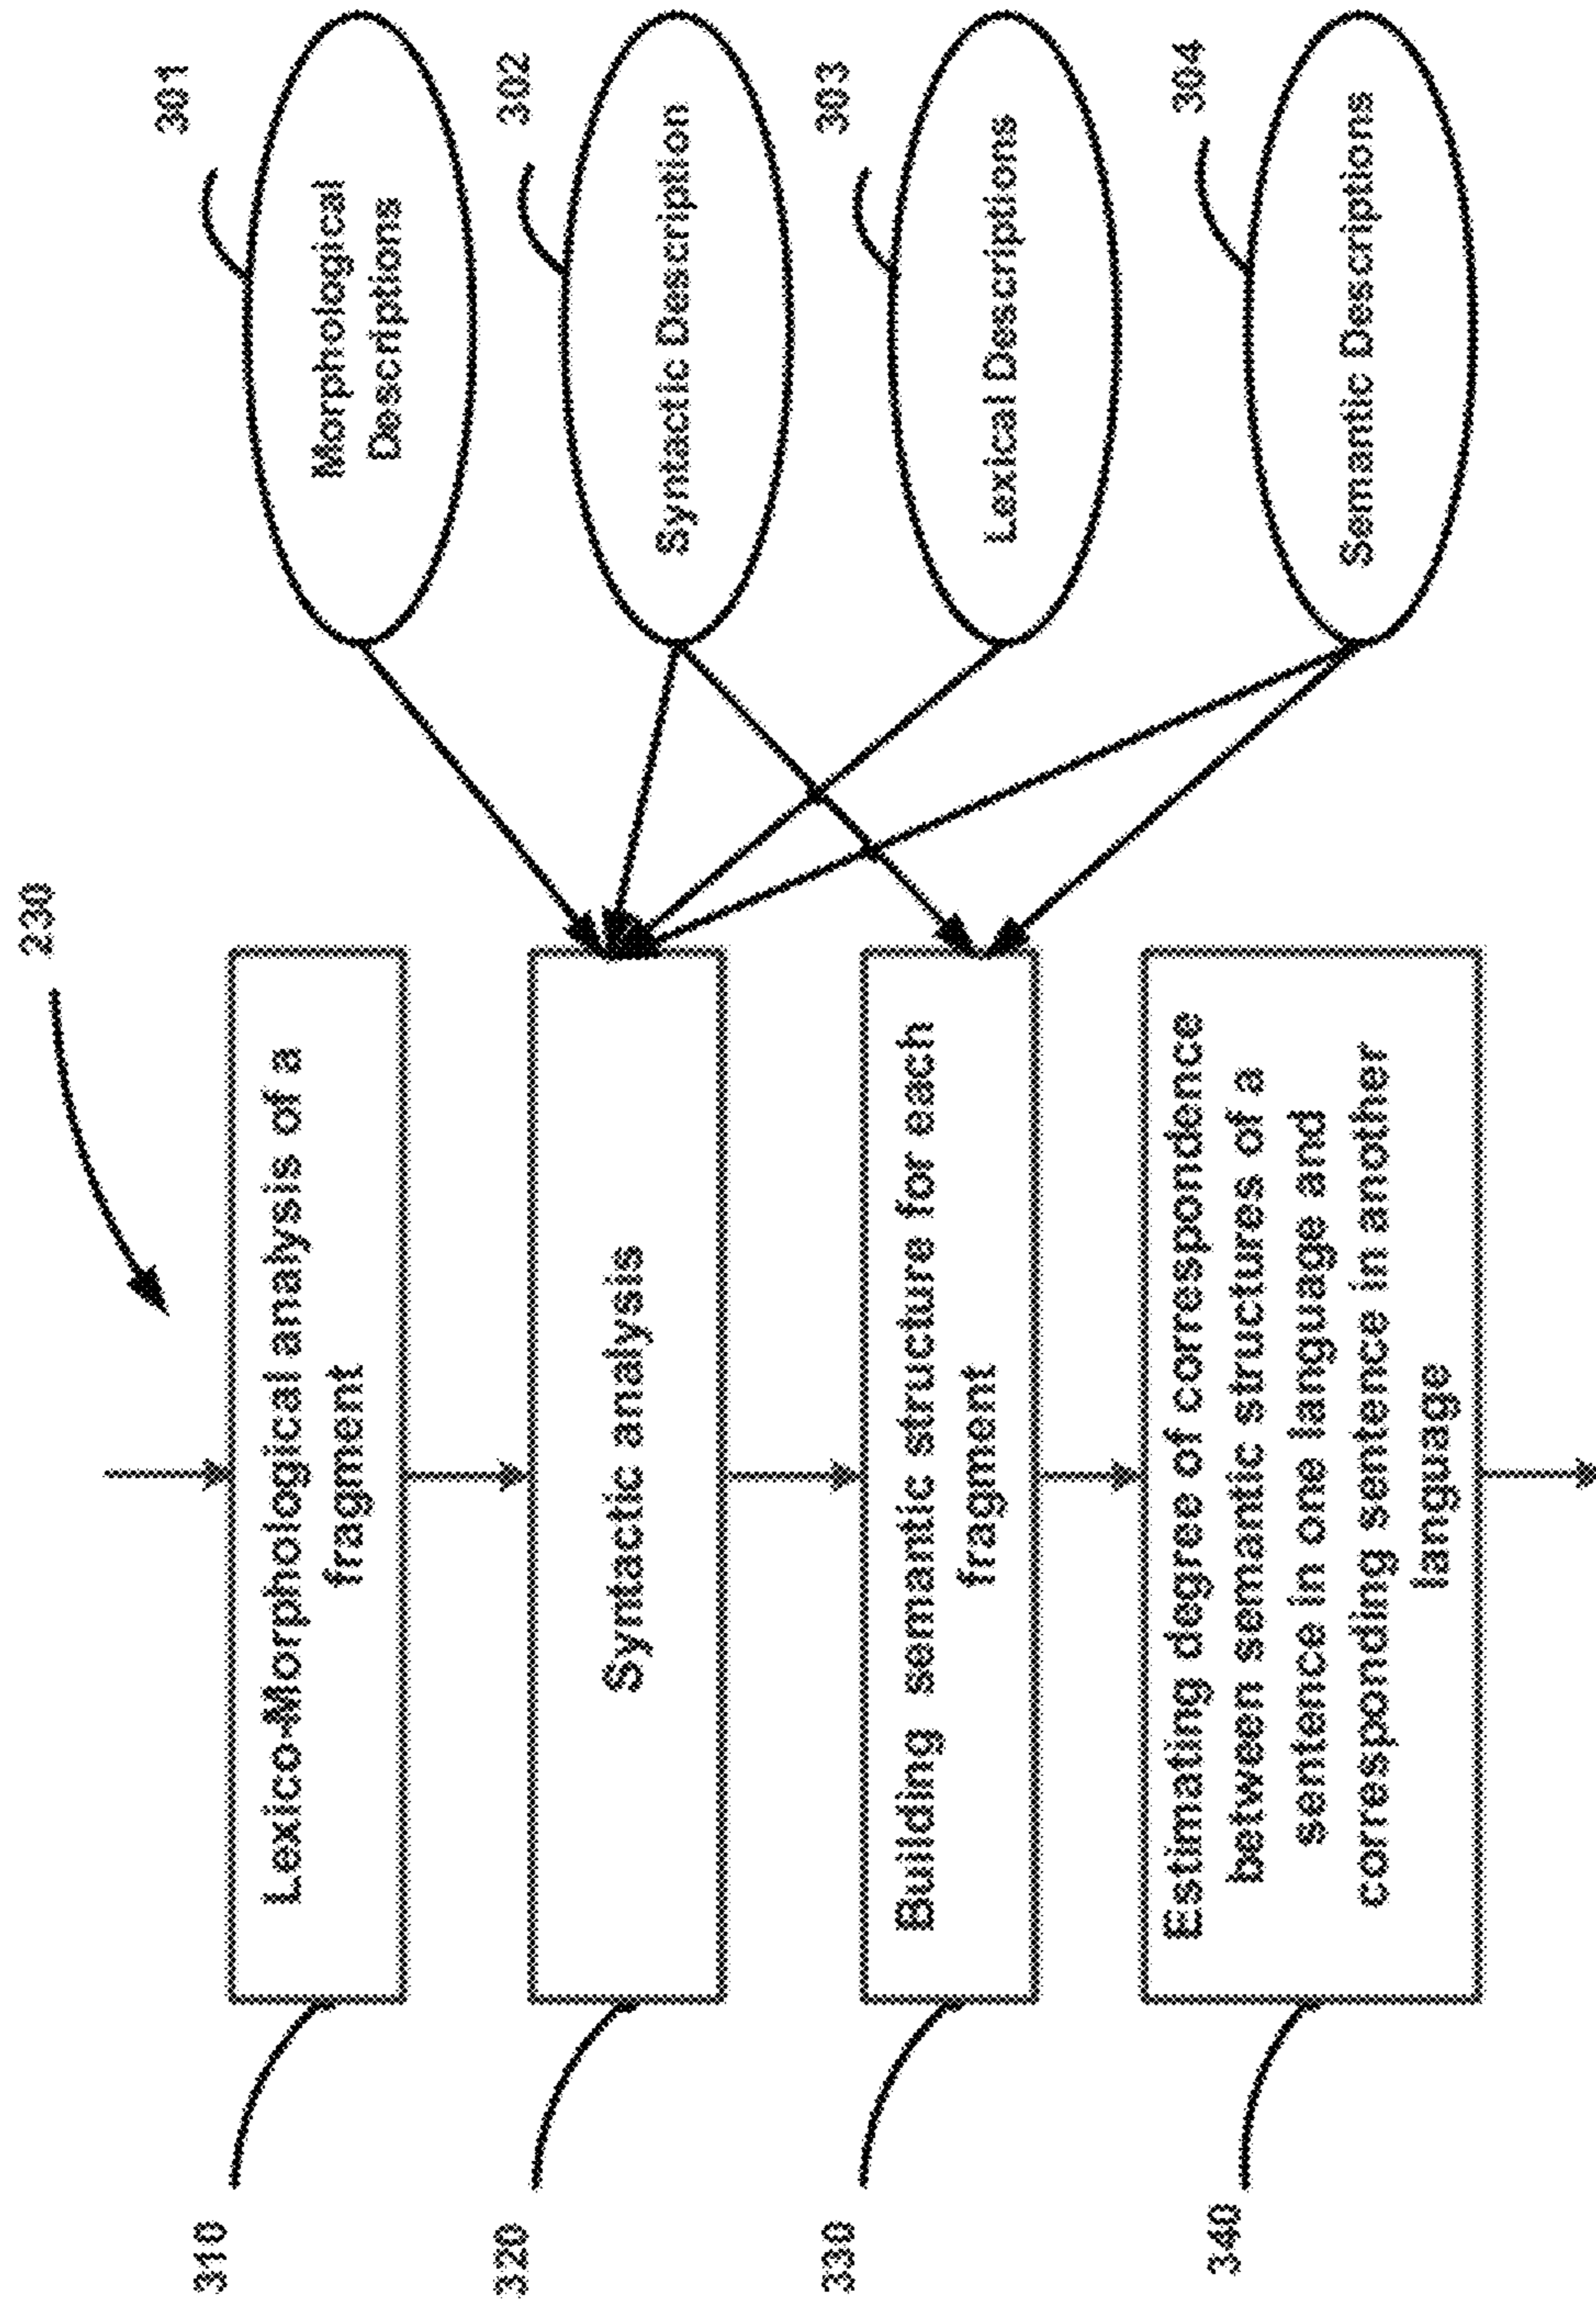 230
310
Lexico-Morphological analysis of a
fragment
301
Morphological
Descriptions
320
Syntactic analysis
302
Syntactic Description
330
Building semantic structure for each
fragment
303
Lexical Descriptions
340
Estimating degree of correspondence
between semantic structures of a
sentence in one language and
corresponding sentence in another
language
304
Semantic Descriptions